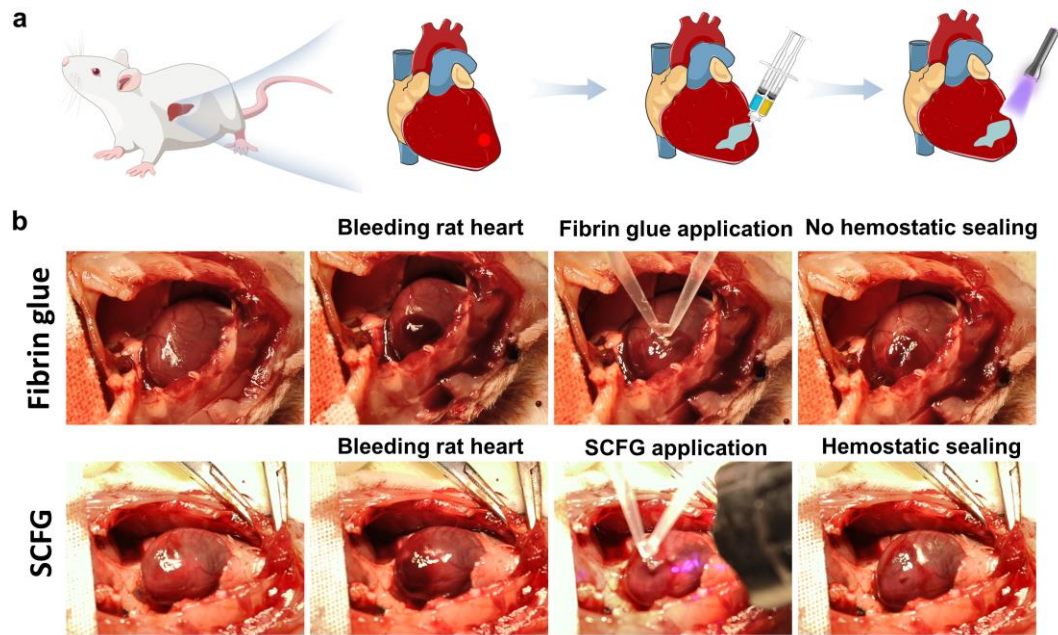 a
b
Bleeding rat heart
Fibrin glue application
No hemostatic sealing
Fibrin glue
Bleeding rat heart
SCFG application
Hemostatic sealing
SCFG